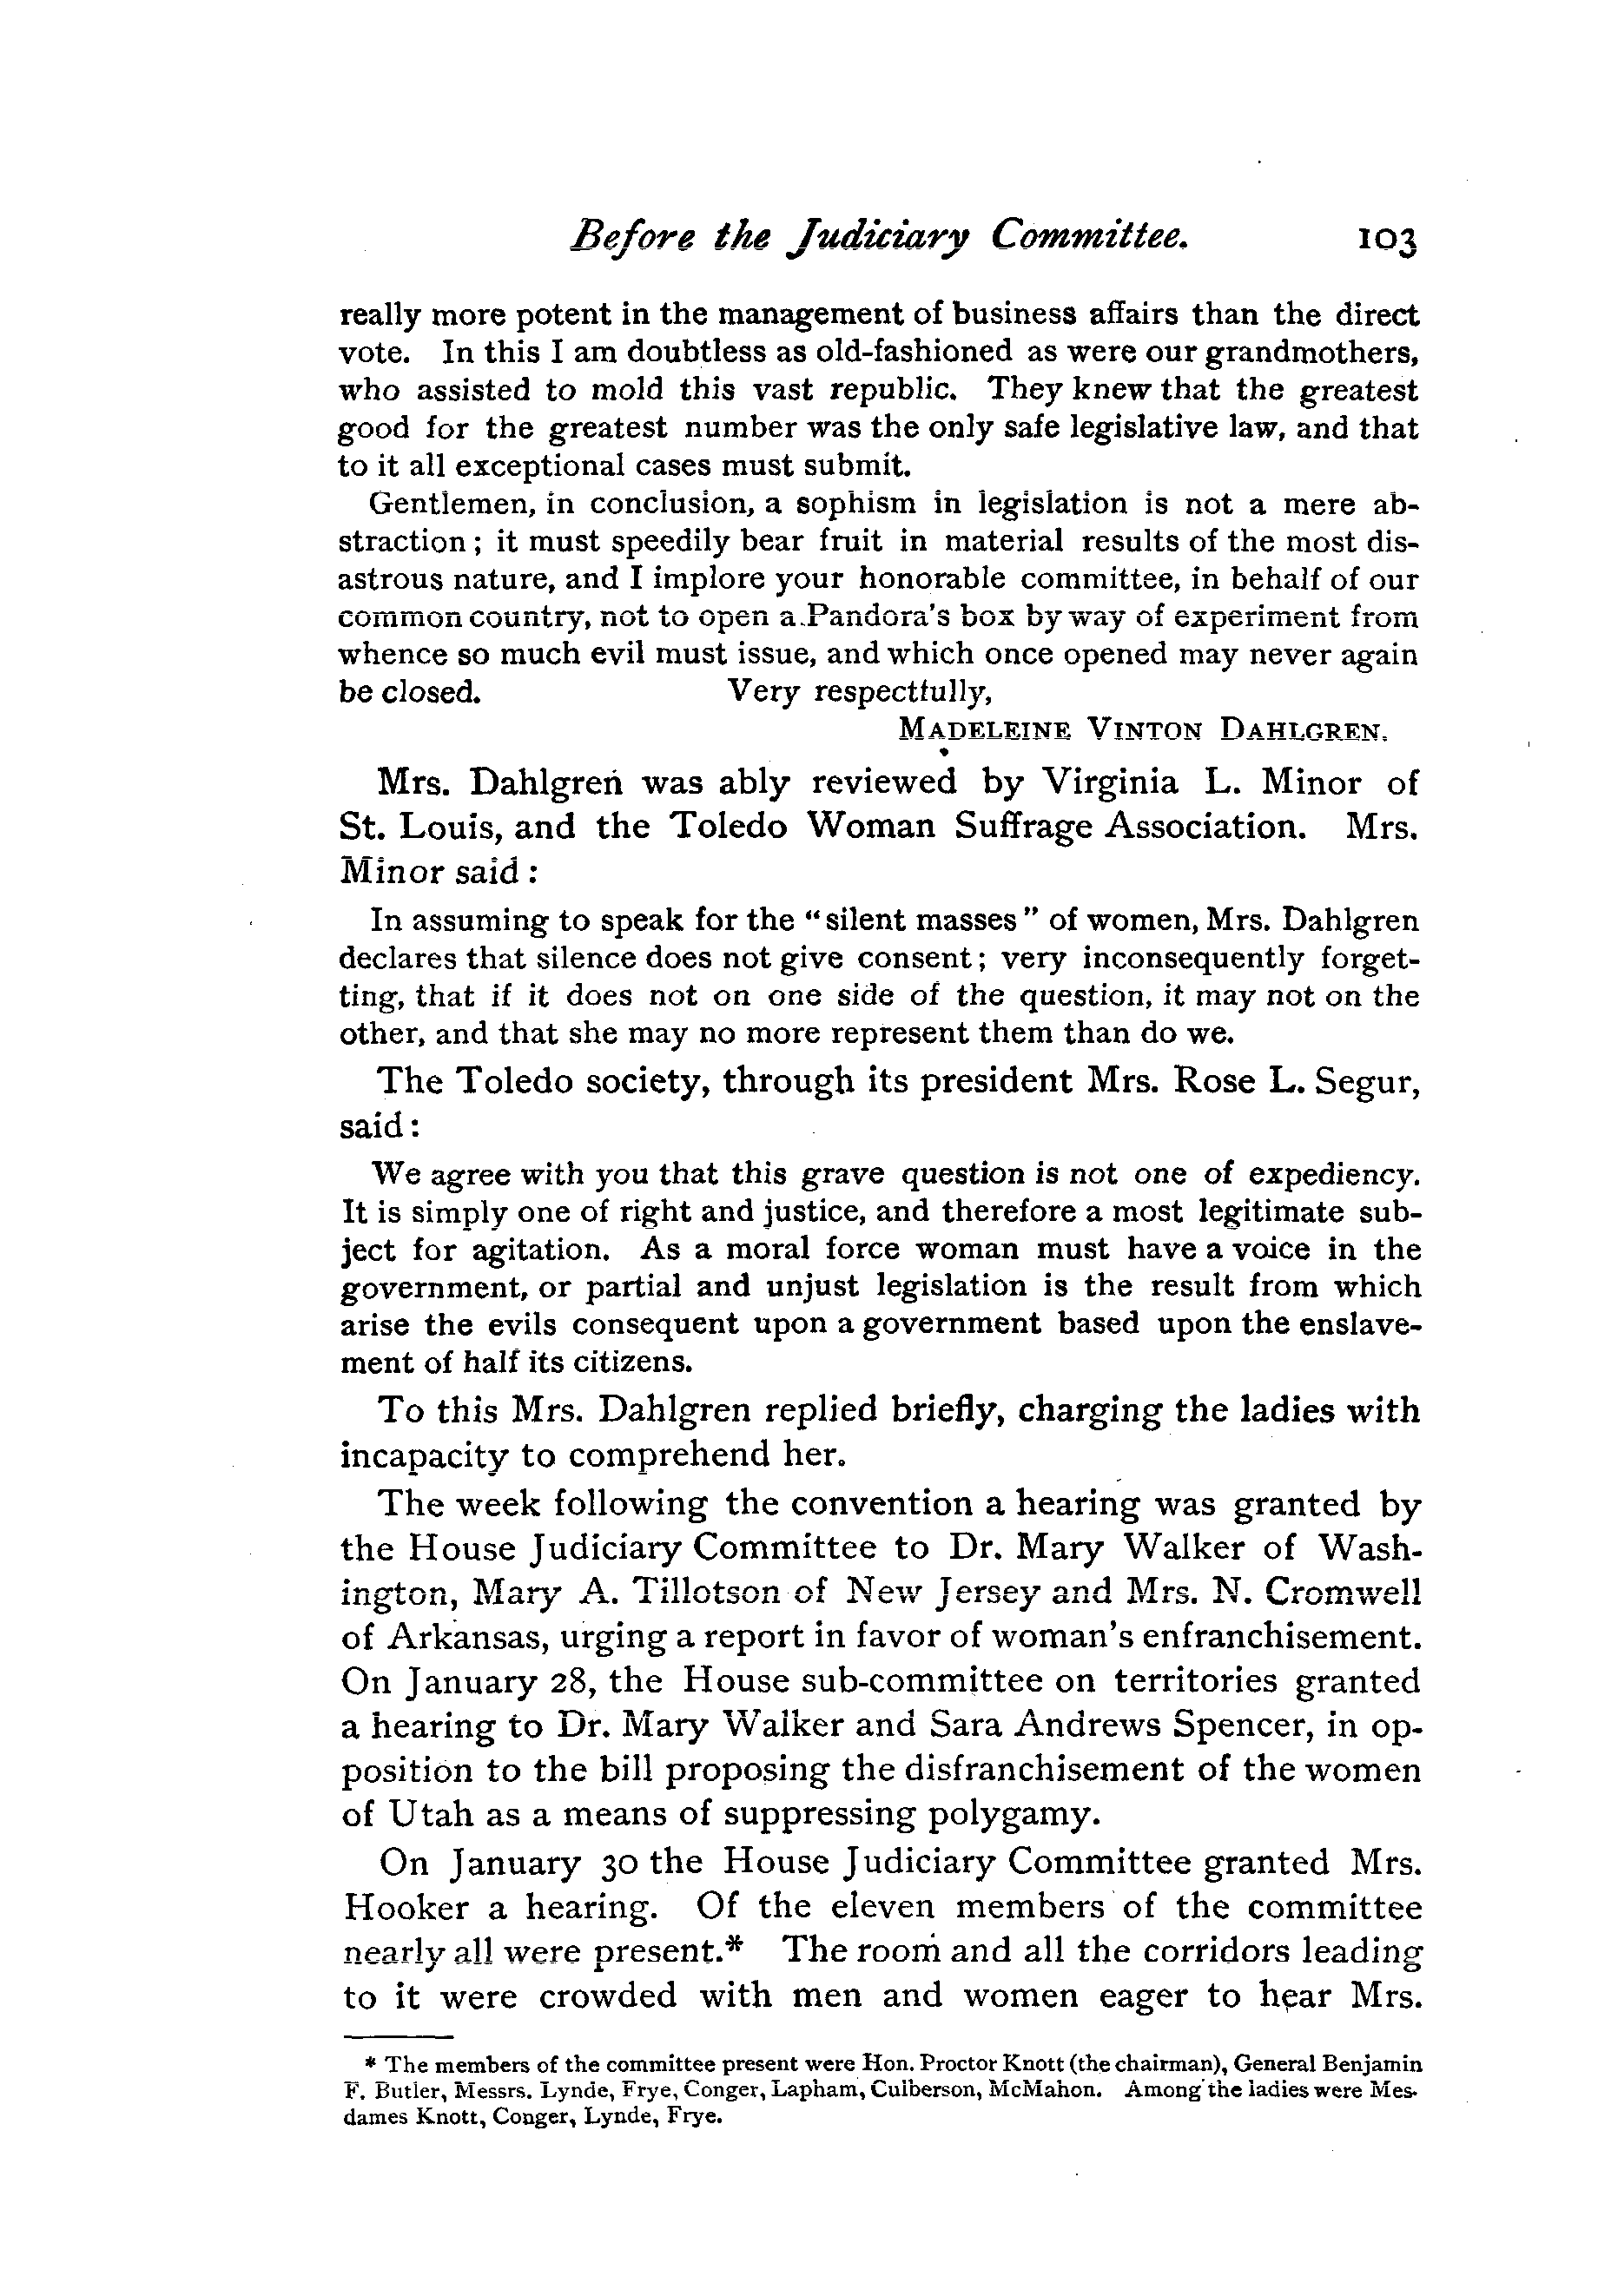 Before the Judiciary Committee. 103
really more potent in the management of business affairs than the direct
vote. In this I am doubtless as old-fashioned as were our grandmothers,
who assisted to mold this vast republic. They knew that the greatest
good for the greatest number was the only safe legislative law, and that
to it all exceptional cases must submit.
Gentlemen, in conclusion, a sophism in legislation is not a mere ab-
straction; it must speedily bear fruit in material results of the most dis-
astrous nature, and I implore your honorable committee, in behalf of our
common country, not to open a Pandora's box by way of experiment from
whence so much evil must issue, and which once opened may never again
be closed. Very respectfully,
MADELEINE VINTON DAHLGREN.
Mrs. Dahlgren was ably reviewed by Virginia L. Minor of
St. Louis, and the Toledo Woman Suffrage Association. Mrs.
Minor said:
In assuming to speak for the "silent masses" of women, Mrs. Dahlgren
declares that silence does not give consent; very inconsequently forget-
ting, that if it does not on one side of the question, it may not on the
other, and that she may no more represent them than do we.
The Toledo society, through its president Mrs. Rose L. Segur,
said:
We agree with you that this grave question is not one of expediency.
It is simply one of right and justice, and therefore a most legitimate sub-
ject for agitation. As a moral force woman must have a voice in the
government, or partial and unjust legislation is the result from which
arise the evils consequent upon a government based upon the enslave-
ment of half its citizens.
To this Mrs. Dahlgren replied briefly, charging the ladies with
incapacity to comprehend her.
The week following the convention a hearing was granted by
the House Judiciary Committee to Dr. Mary Walker of Wash-
ington, Mary A. Tillotson of New Jersey and Mrs. N. Cromwell
of Arkansas, urging a report in favor of woman's enfranchisement.
On January 28, the House sub-committee on territories granted
a hearing to Dr. Mary Walker and Sara Andrews Spencer, in op-
position to the bill proposing the disfranchisement of the women
of Utah as a means of suppressing polygamy.
On January 30 the House Judiciary Committee granted Mrs.
Hooker a hearing. Of the eleven members of the committee
nearly all were present.* The room and all the corridors leading
to it were crowded with men and women eager to hear Mrs.
* The members of the committee present were Hon. Proctor Knott (the chairman), General Benjamin
F. Butler, Messrs. Lynde, Frye, Conger, Lapham, Culberson, McMahon. Among the ladies were Mes-
dames Knott, Conger, Lynde, Frye.